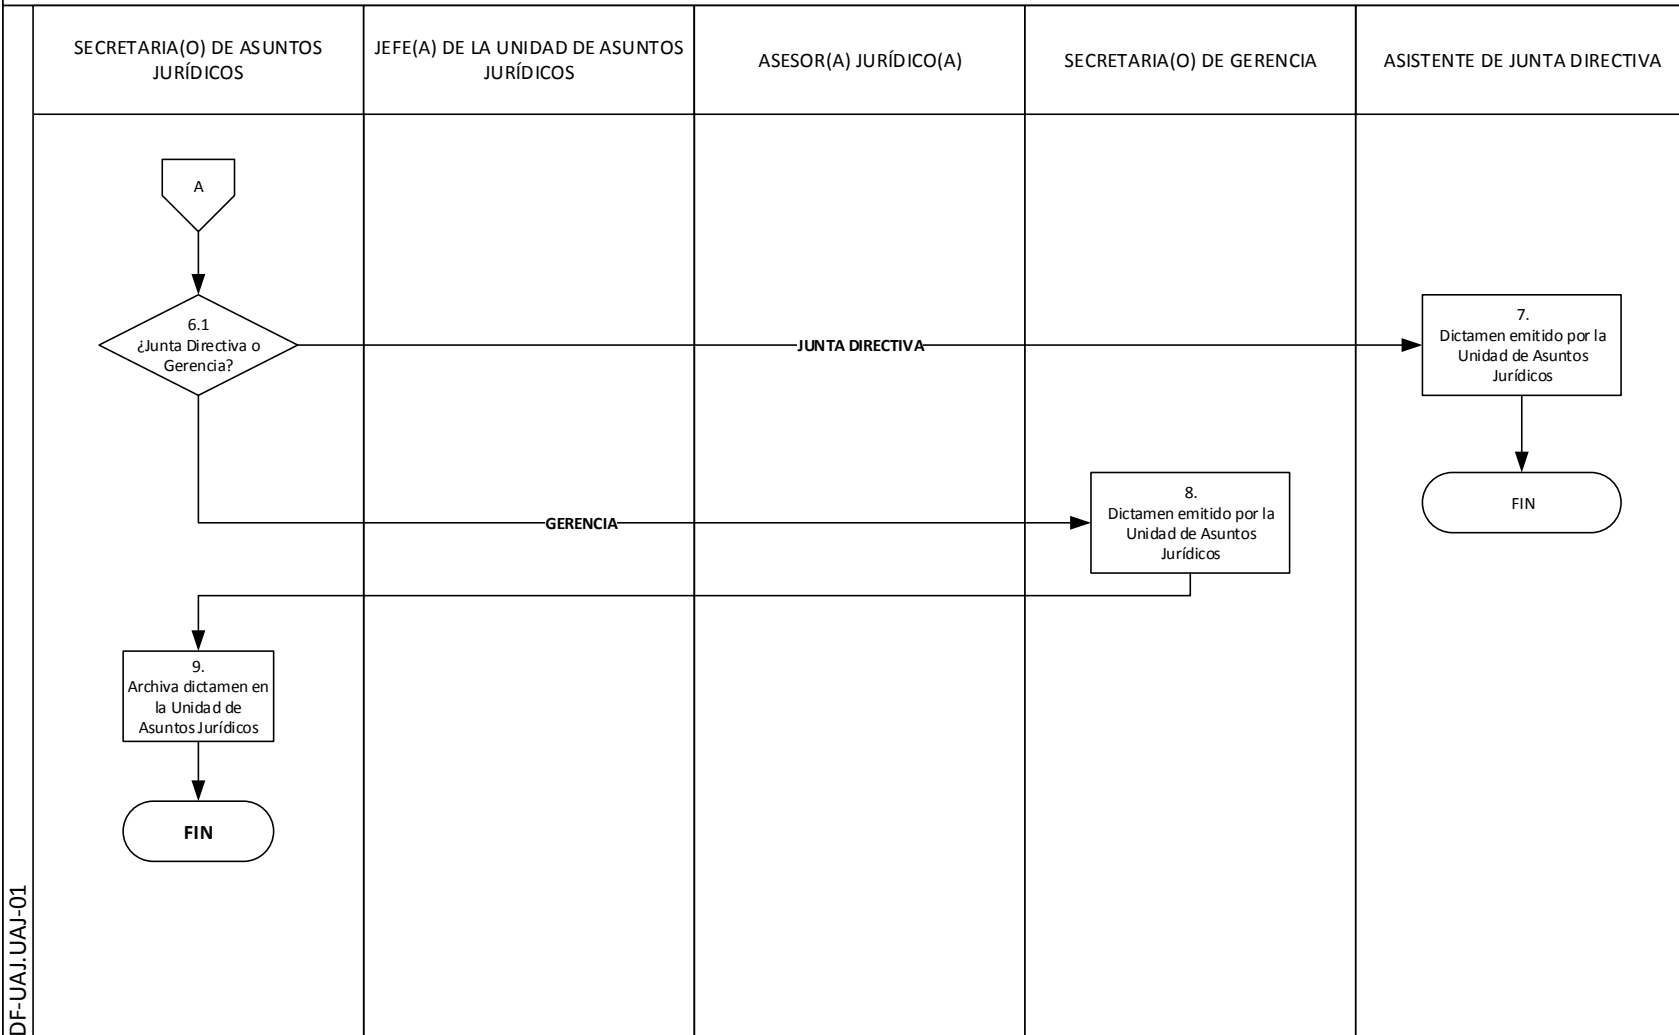 SECRETARIA(O) DE ASUNTOS
JURÍDICOS
JEFE(A) DE LA UNIDAD DE ASUNTOS
JURÍDICOS
ASESOR(A) JURÍDICO(A)
SECRETARIA(O) DE GERENCIA
ASISTENTE DE JUNTA DIRECTIVA
A
6.1
¿Junta Directiva o
Gerencia?
JUNTA DIRECTIVA
7.
Dictamen emitido por la
Unidad de Asuntos
Jurídicos
GERENCIA
8.
Dictamen emitido por la
Unidad de Asuntos
Jurídicos
FIN
9.
Archiva dictamen en
la Unidad de
Asuntos Jurídicos
FIN
DF-UAJ.UAJ-01